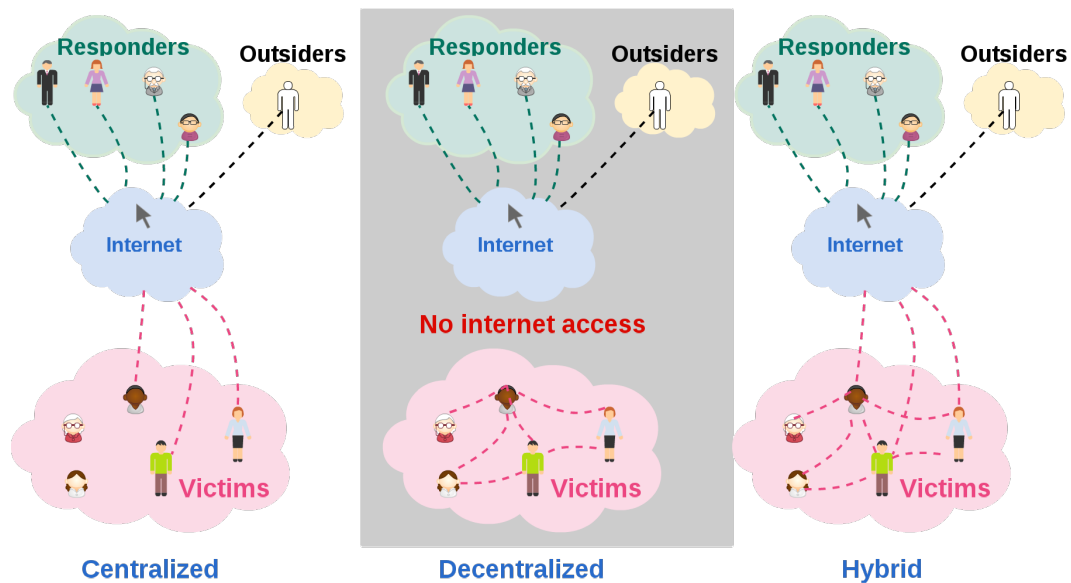 Responders
Outsiders
Internet
Victims
Centralized
Responders
Outsiders
Internet
No internet access
Victims
Decentralized
Responders
Outsiders
Internet
Victims
Hybrid